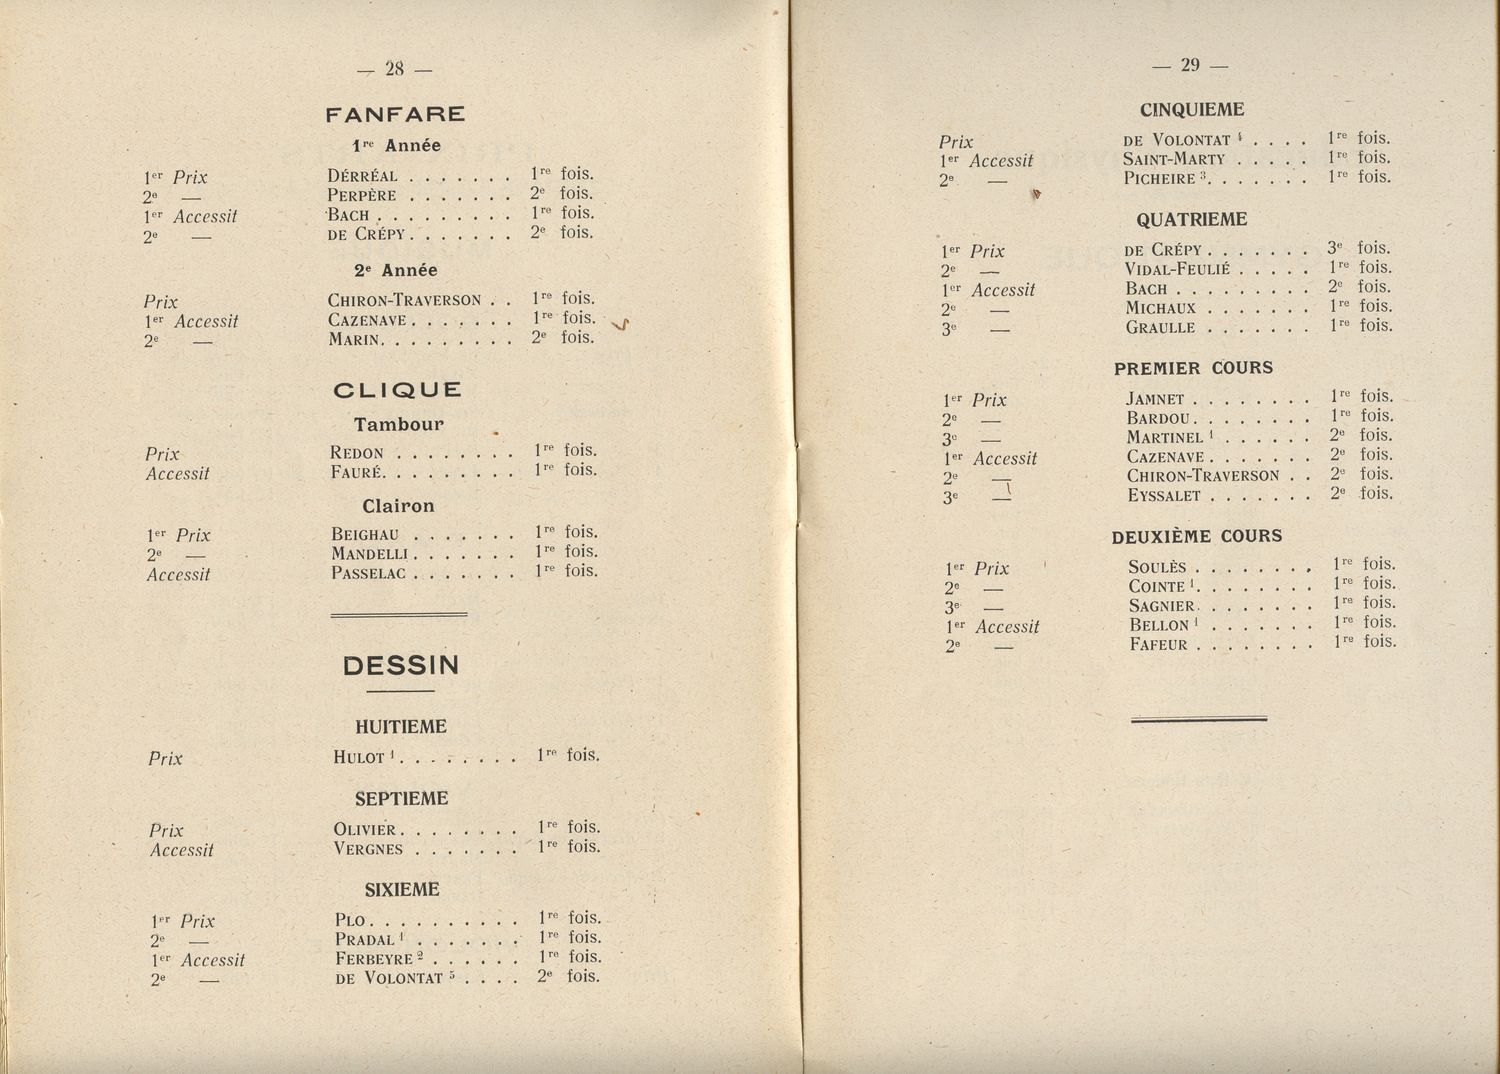 — 28 —
FANFARE
1re Année
1er Prix DÉRRÉAL . . . . . . . 1re fois.
2e — PERPÈRE . . . . . . . 2e fois.
1er Accessit BACH . . . . . . . . . 1re fois.
2e — DE CRÉPY . . . . . . . 2e fois.
2e Année
Prix CHIRON-TRAVERSON . . 1re fois.
1er Accessit CAZENAVE . . . . . . . 1re fois.
2e — MARIN . . . . . . . . . 2e fois.
CLIQUE
Tambour
Prix REDON . . . . . . . . 1re fois.
Accessit FAURÉ . . . . . . . . . 1re fois.
Clairon
1er Prix BEIGHAU . . . . . . . 1re fois.
2e — MANDELLI . . . . . . . 1re fois.
Accessit PASSELAC . . . . . . . 1re fois.
DESSIN
HUITIEME
Prix HULOT 1 . . . . . . . . 1re fois.
SEPTIEME
Prix OLIVIER . . . . . . . . 1re fois.
Accessit VERGNES . . . . . . . 1re fois.
SIXIEME
1er Prix PLO . . . . . . . . . . 1re fois.
2e — PRADAL 1 . . . . . . . 1re fois.
1er Accessit FERBEYRE 2 . . . . . . 1re fois.
2e — DE VOLONTAT 5 . . . . 2e fois.
— 29 —
CINQUIEME
Prix DE VOLONTAT 4 . . . . 1re fois.
1er Accessit SAINT-MARTY . . . . . 1re fois.
2e — PICHEIRE 3 . . . . . . . 1re fois.
QUATRIEME
1er Prix DE CRÉPY . . . . . . . 3e fois.
2e — VIDAL-FEULIÉ . . . . . 1re fois.
1er Accessit BACH . . . . . . . . . 2e fois.
2e — MICHAUX . . . . . . . 1re fois.
3e — GRAULLE . . . . . . . 1re fois.
PREMIER COURS
1er Prix JAMNET . . . . . . . . 1re fois.
2e — BARDOU . . . . . . . . 1re fois.
3e — MARTINEL 1 . . . . . . 2e fois.
1er Accessit CAZENAVE . . . . . . . 2e fois.
2e — CHIRON-TRAVERSON . . 2e fois.
3e — EYSSALET . . . . . . . 2e fois.
DEUXIÈME COURS
1er Prix SOULÈS . . . . . . . . 1re fois.
2e — COINTE 1 . . . . . . . . 1re fois.
3e — SAGNIER . . . . . . . . 1re fois.
1er Accessit BELLON 1 . . . . . . . 1re fois.
2e — FAFEUR . . . . . . . . 1re fois.